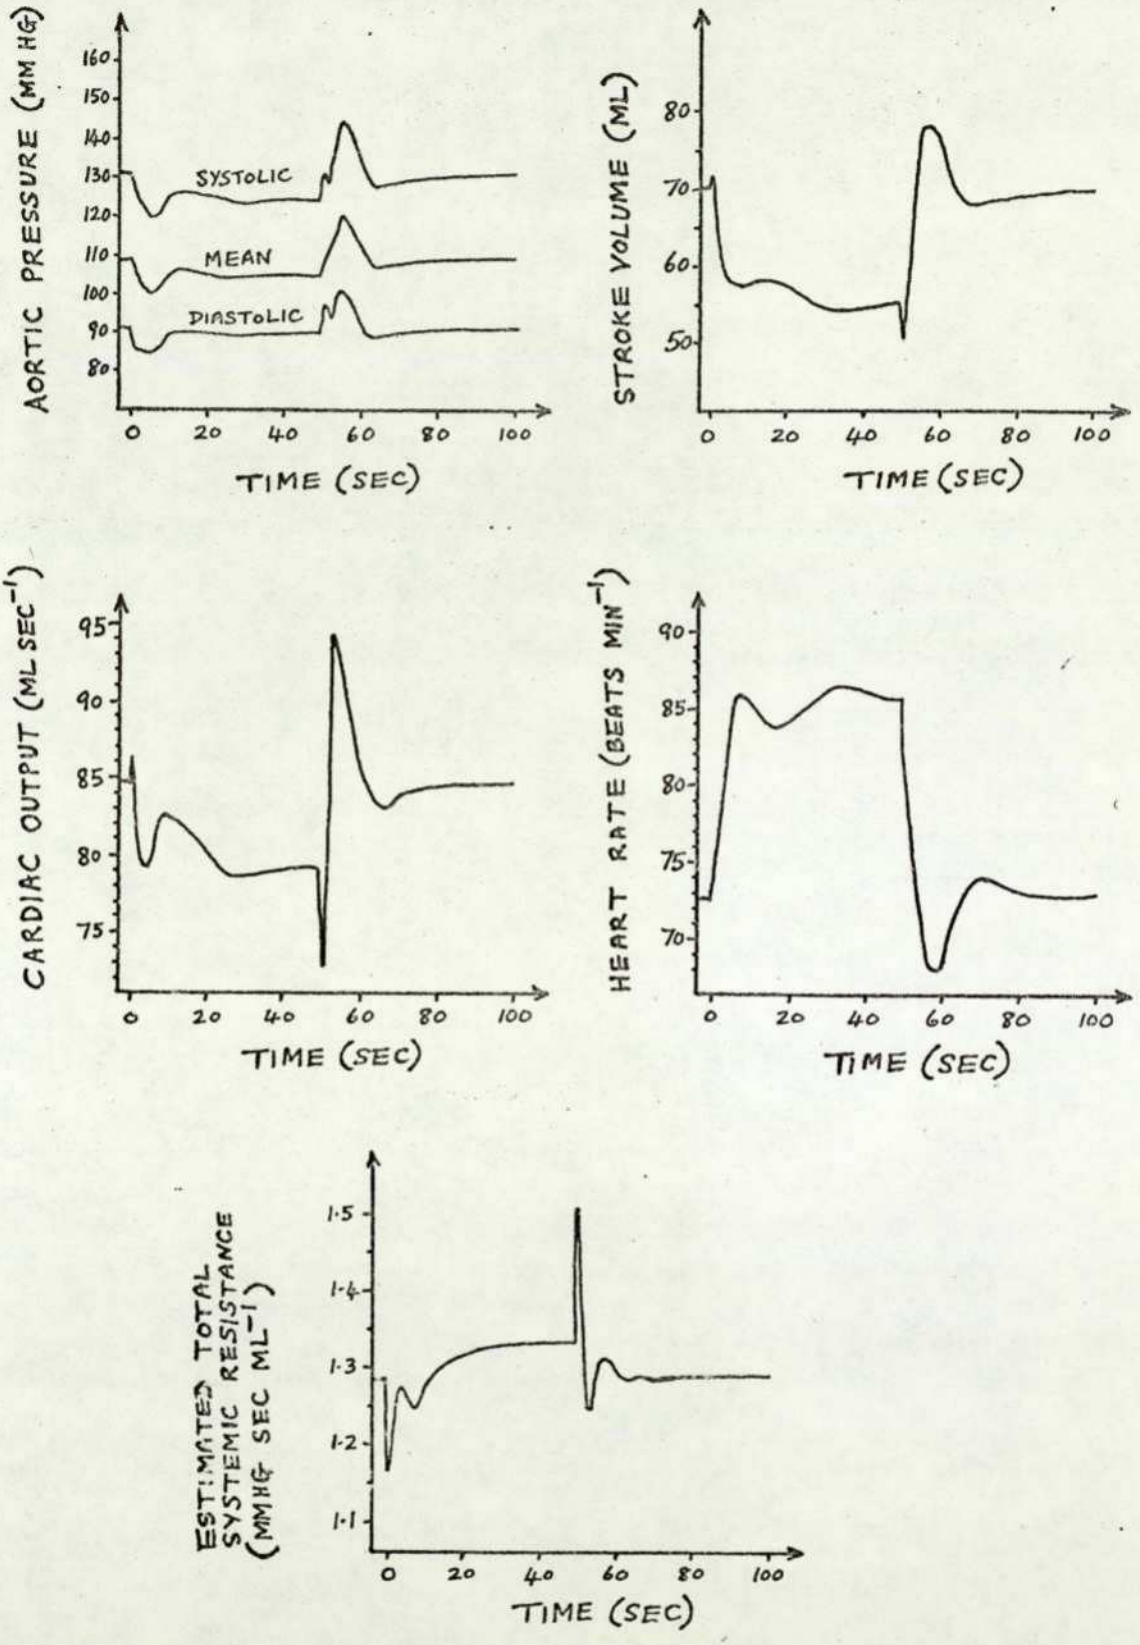 AORTIC PRESSURE (MM HG)
160
150
140
130
120
110
100
90
80
SYSTOLIC
MEAN
DIASTOLIC
0 20 40 60 80 100
TIME (SEC)
STROKE VOLUME (ML)
80
70
60
50
0 20 40 60 80 100
TIME (SEC)
CARDIAC OUTPUT (ML SEC⁻¹)
95
90
85
80
75
0 20 40 60 80 100
TIME (SEC)
HEART RATE (BEATS MIN⁻¹)
90
85
80
75
70
0 20 40 60 80 100
TIME (SEC)
ESTIMATED TOTAL
SYSTEMIC RESISTANCE
(MMHG SEC ML⁻¹)
1.5
1.4
1.3
1.2
1.1
0 20 40 60 80 100
TIME (SEC)